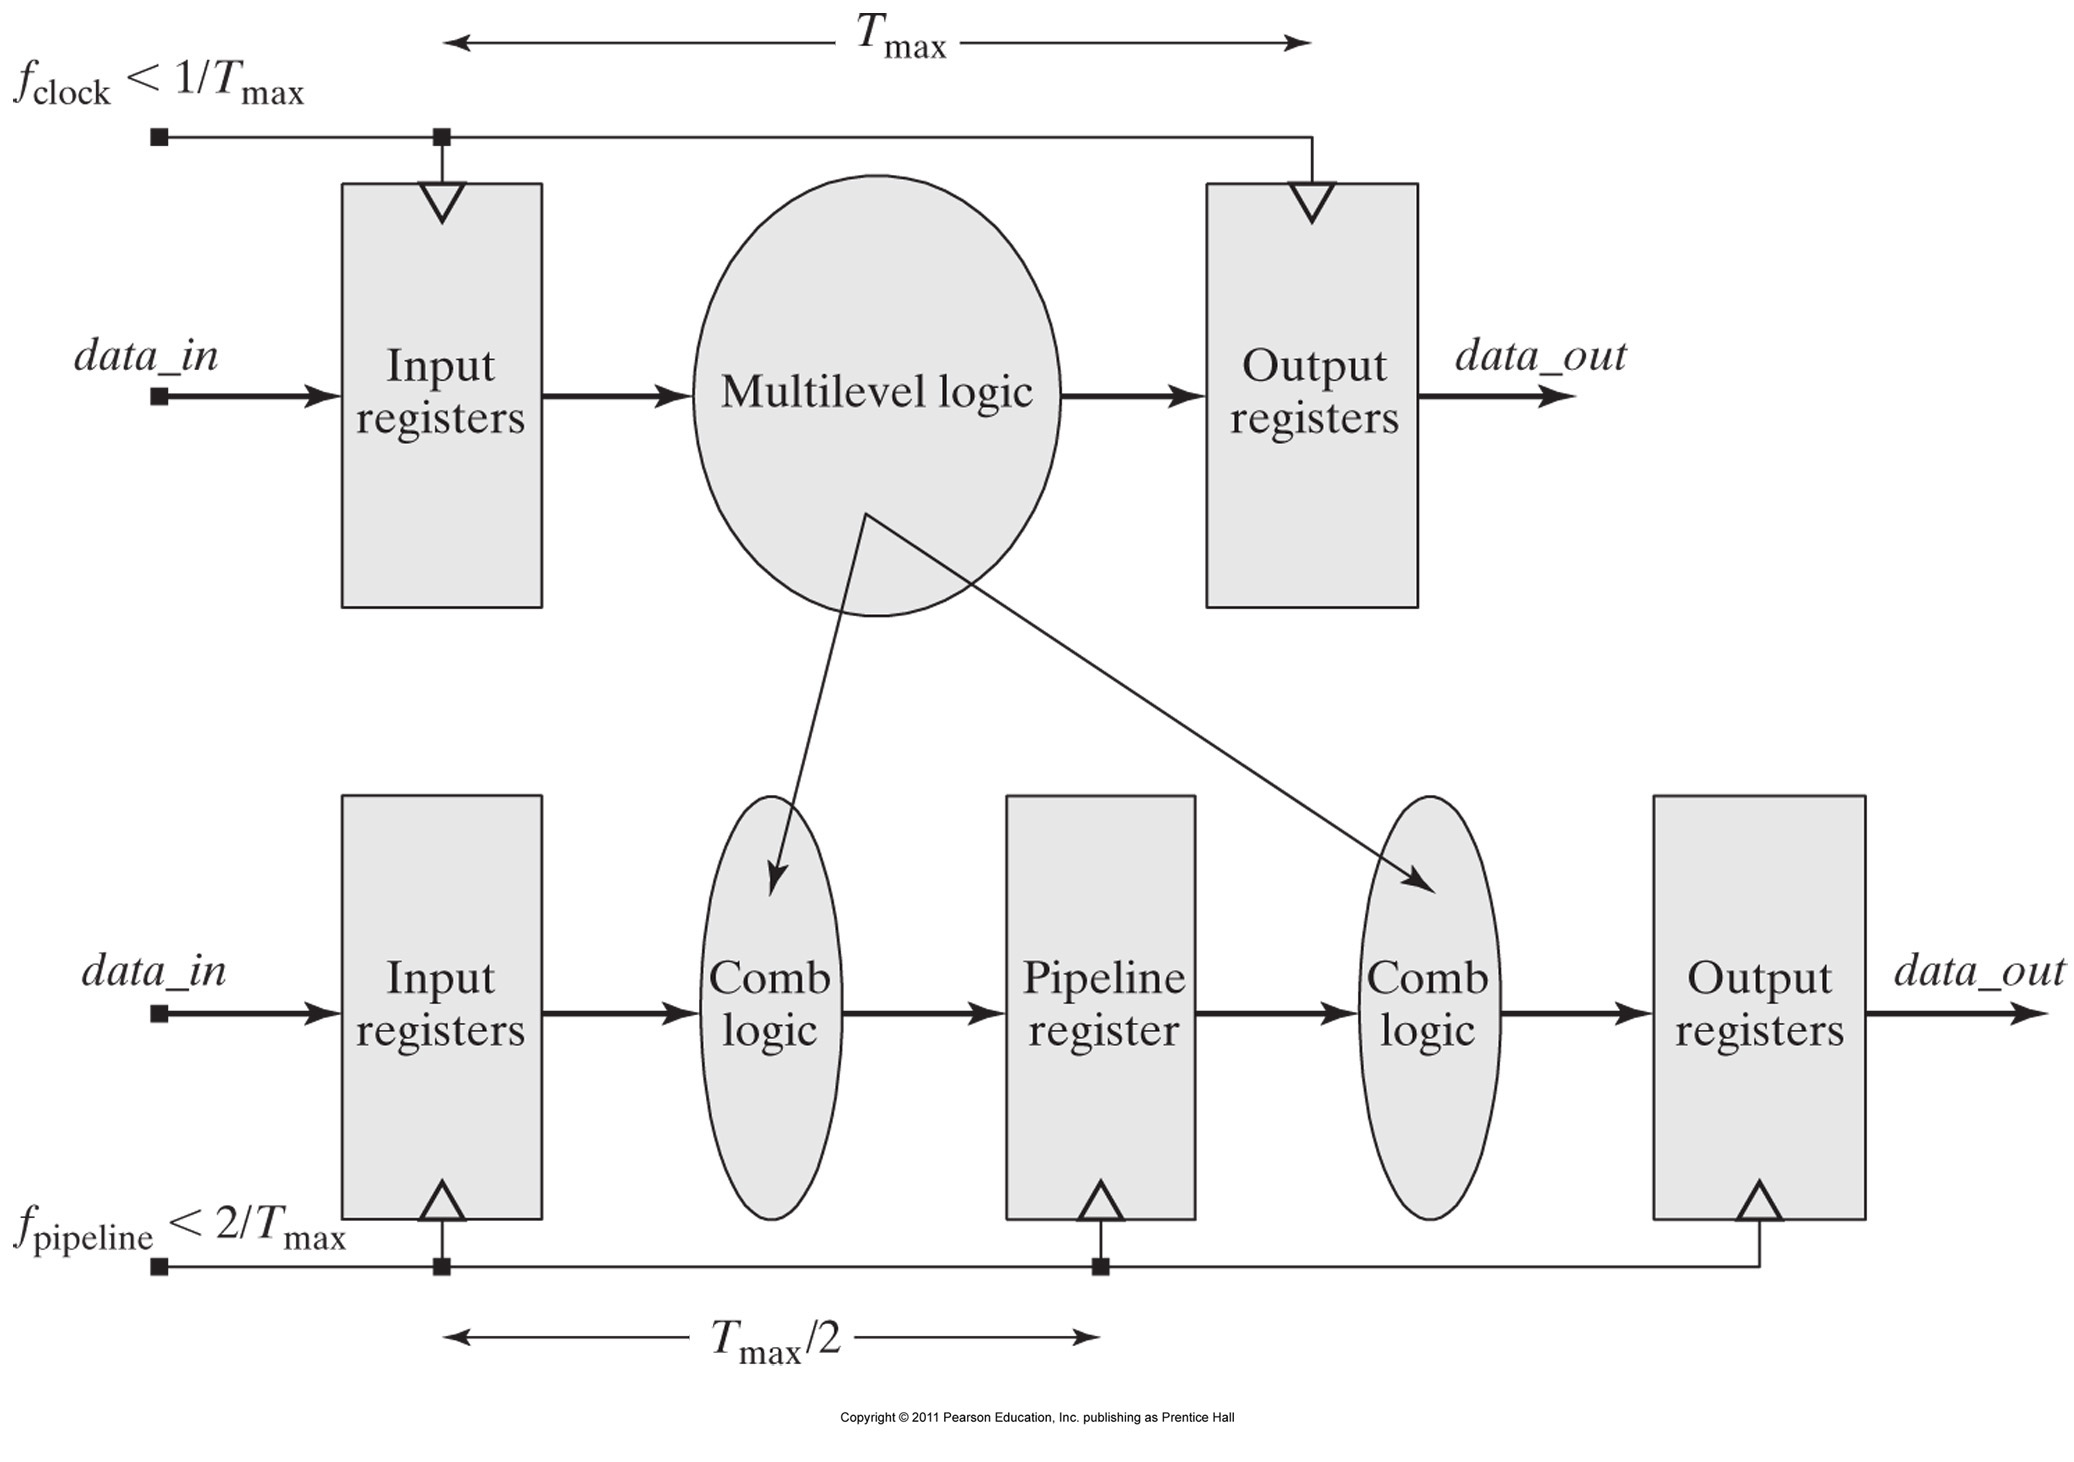 T_max
f_clock < 1/T_max
data_in
Input
registers
Multilevel logic
Output
registers
data_out
data_in
Input
registers
Comb
logic
Pipeline
register
Comb
logic
Output
registers
data_out
f_pipeline < 2/T_max
T_max/2
Copyright © 2011 Pearson Education, Inc. publishing as Prentice Hall